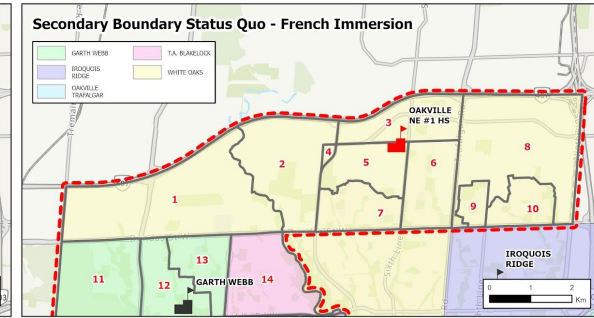 Secondary Boundary Status Quo - French Immersion
GARTH WEBB
T.A. BLAKELOCK
IROQUOIS
RIDGE
WHITE OAKS
OAKVILLE
TRAFALGAR
OAKVILLE
NE #1 HS
3
8
4
2
5
6
1
7
9
10
13
11
12
GARTH WEBB
14
IROQUOIS
RIDGE
Sixth Line
0 1 2
Km